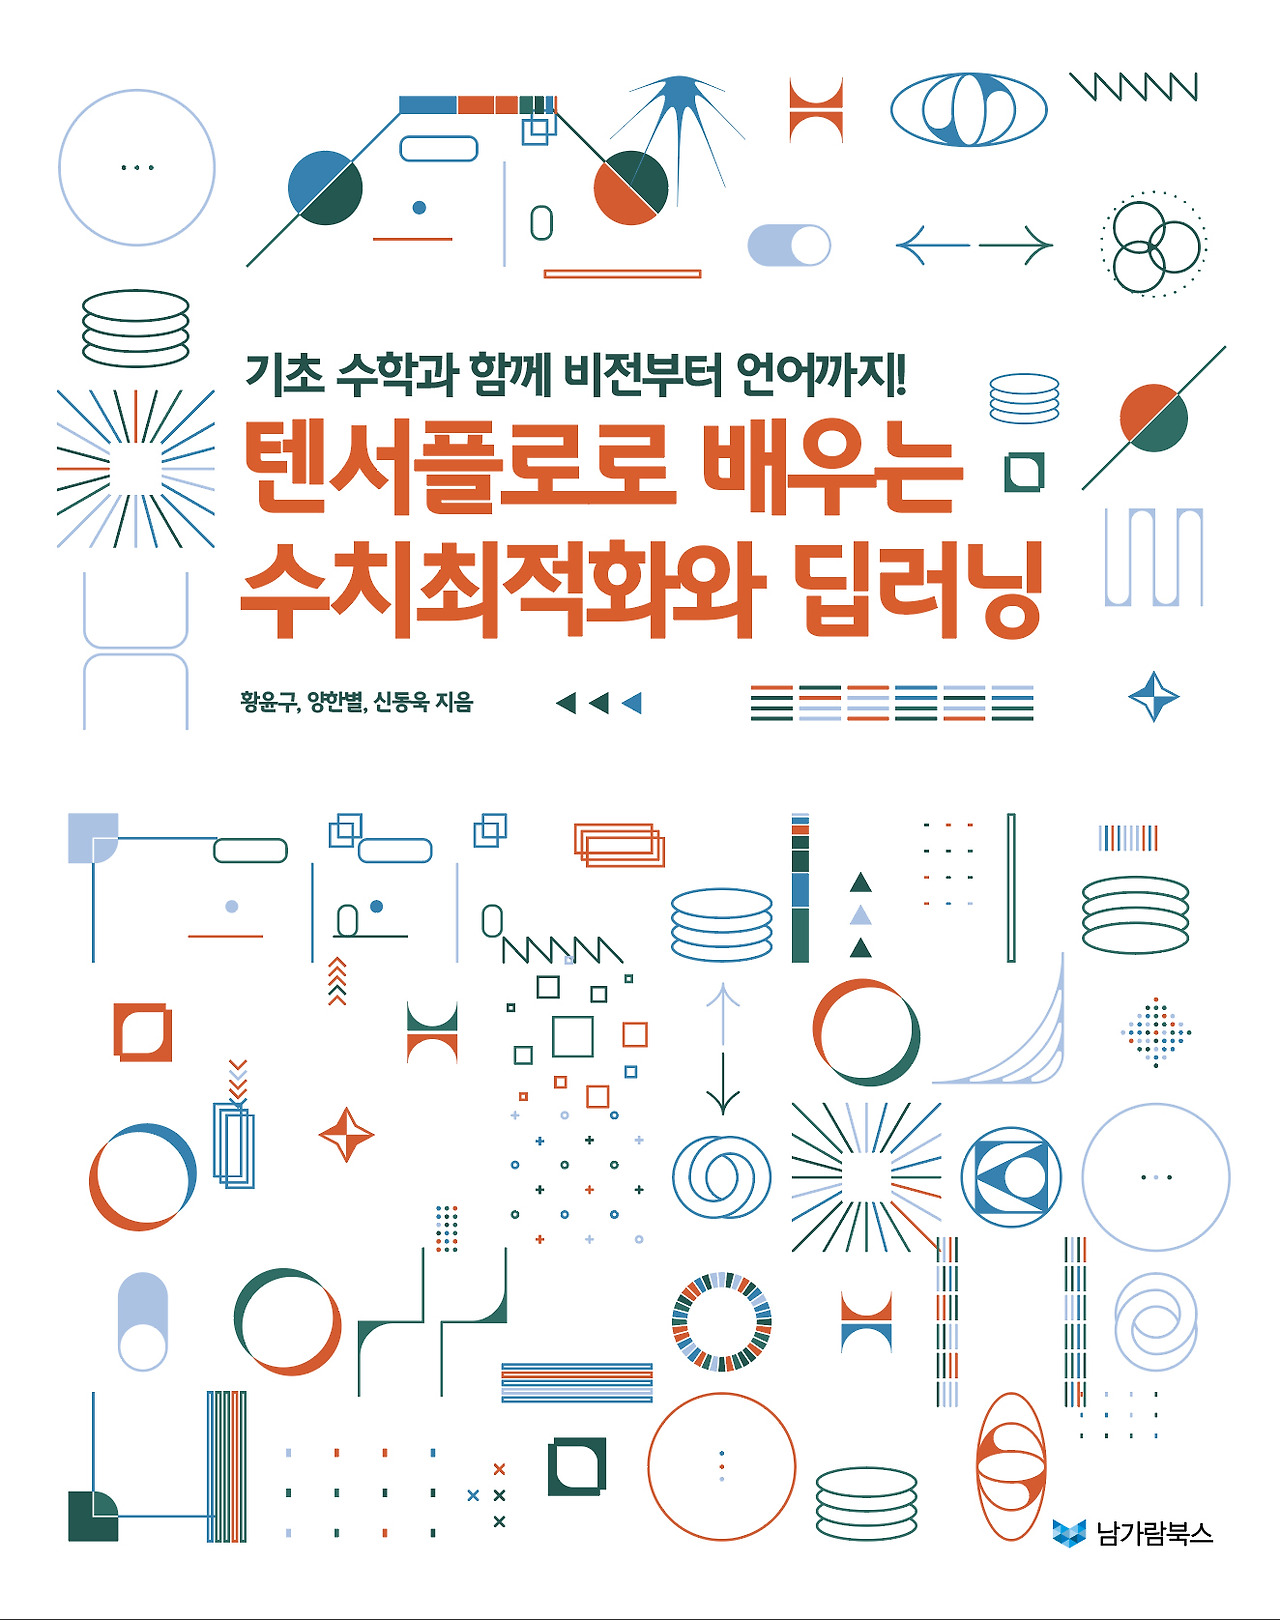 기초 수학과 함께 비전부터 언어까지!
텐서플로로 배우는
수치최적화와 딥러닝
황윤구, 양한별, 신동욱 지음
남가람북스